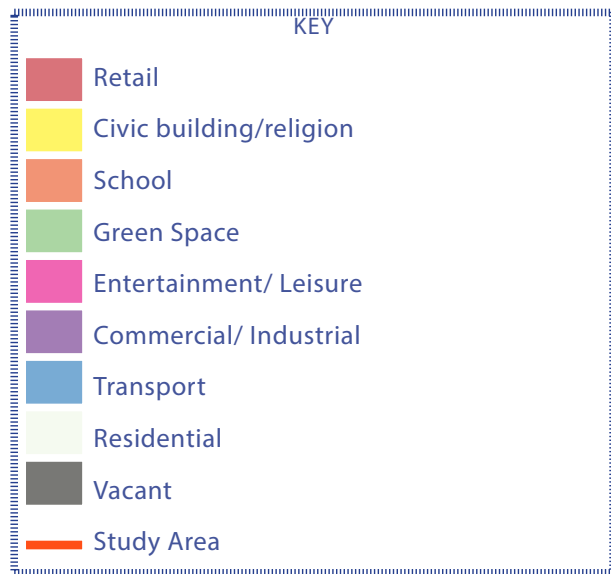 KEY
Retail
Civic building/religion
School
Green Space
Entertainment/ Leisure
Commercial/ Industrial
Transport
Residential
Vacant
Study Area